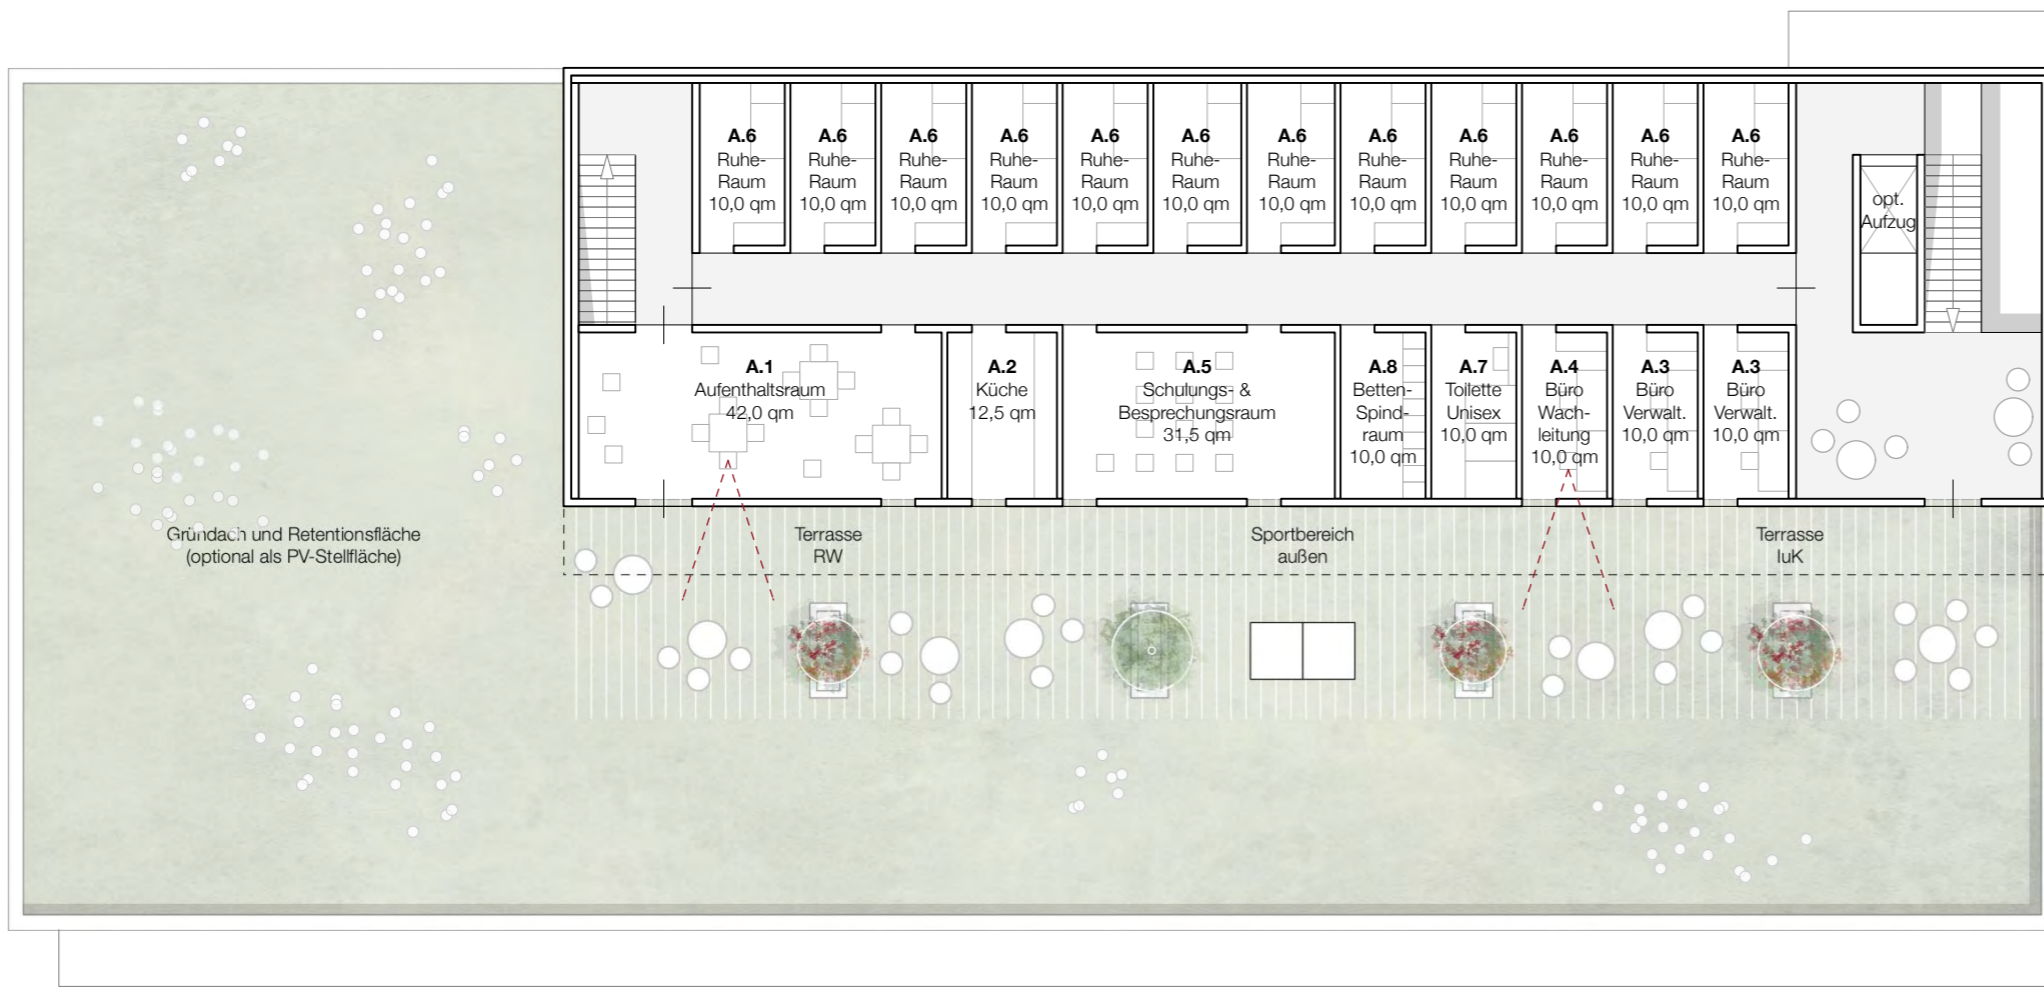 A.6
Ruhe-
Raum
10,0 qm
A.6
Ruhe-
Raum
10,0 qm
A.6
Ruhe-
Raum
10,0 qm
A.6
Ruhe-
Raum
10,0 qm
A.6
Ruhe-
Raum
10,0 qm
A.6
Ruhe-
Raum
10,0 qm
A.6
Ruhe-
Raum
10,0 qm
A.6
Ruhe-
Raum
10,0 qm
A.6
Ruhe-
Raum
10,0 qm
A.6
Ruhe-
Raum
10,0 qm
A.6
Ruhe-
Raum
10,0 qm
A.6
Ruhe-
Raum
10,0 qm
opt.
Aufzug
A.1
Aufenthaltsraum
42,0 qm
A.2
Küche
12,5 qm
A.5
Schulungs- &
Besprechungsraum
31,5 qm
A.8
Betten-
Spind-
raum
10,0 qm
A.7
Toilette
Unisex
10,0 qm
A.4
Büro
Wach-
leitung
10,0 qm
A.3
Büro
Verwalt.
10,0 qm
A.3
Büro
Verwalt.
10,0 qm
Gründach und Retentionsfläche
(optional als PV-Stellfläche)
Terrasse
RW
Sportbereich
außen
Terrasse
IuK